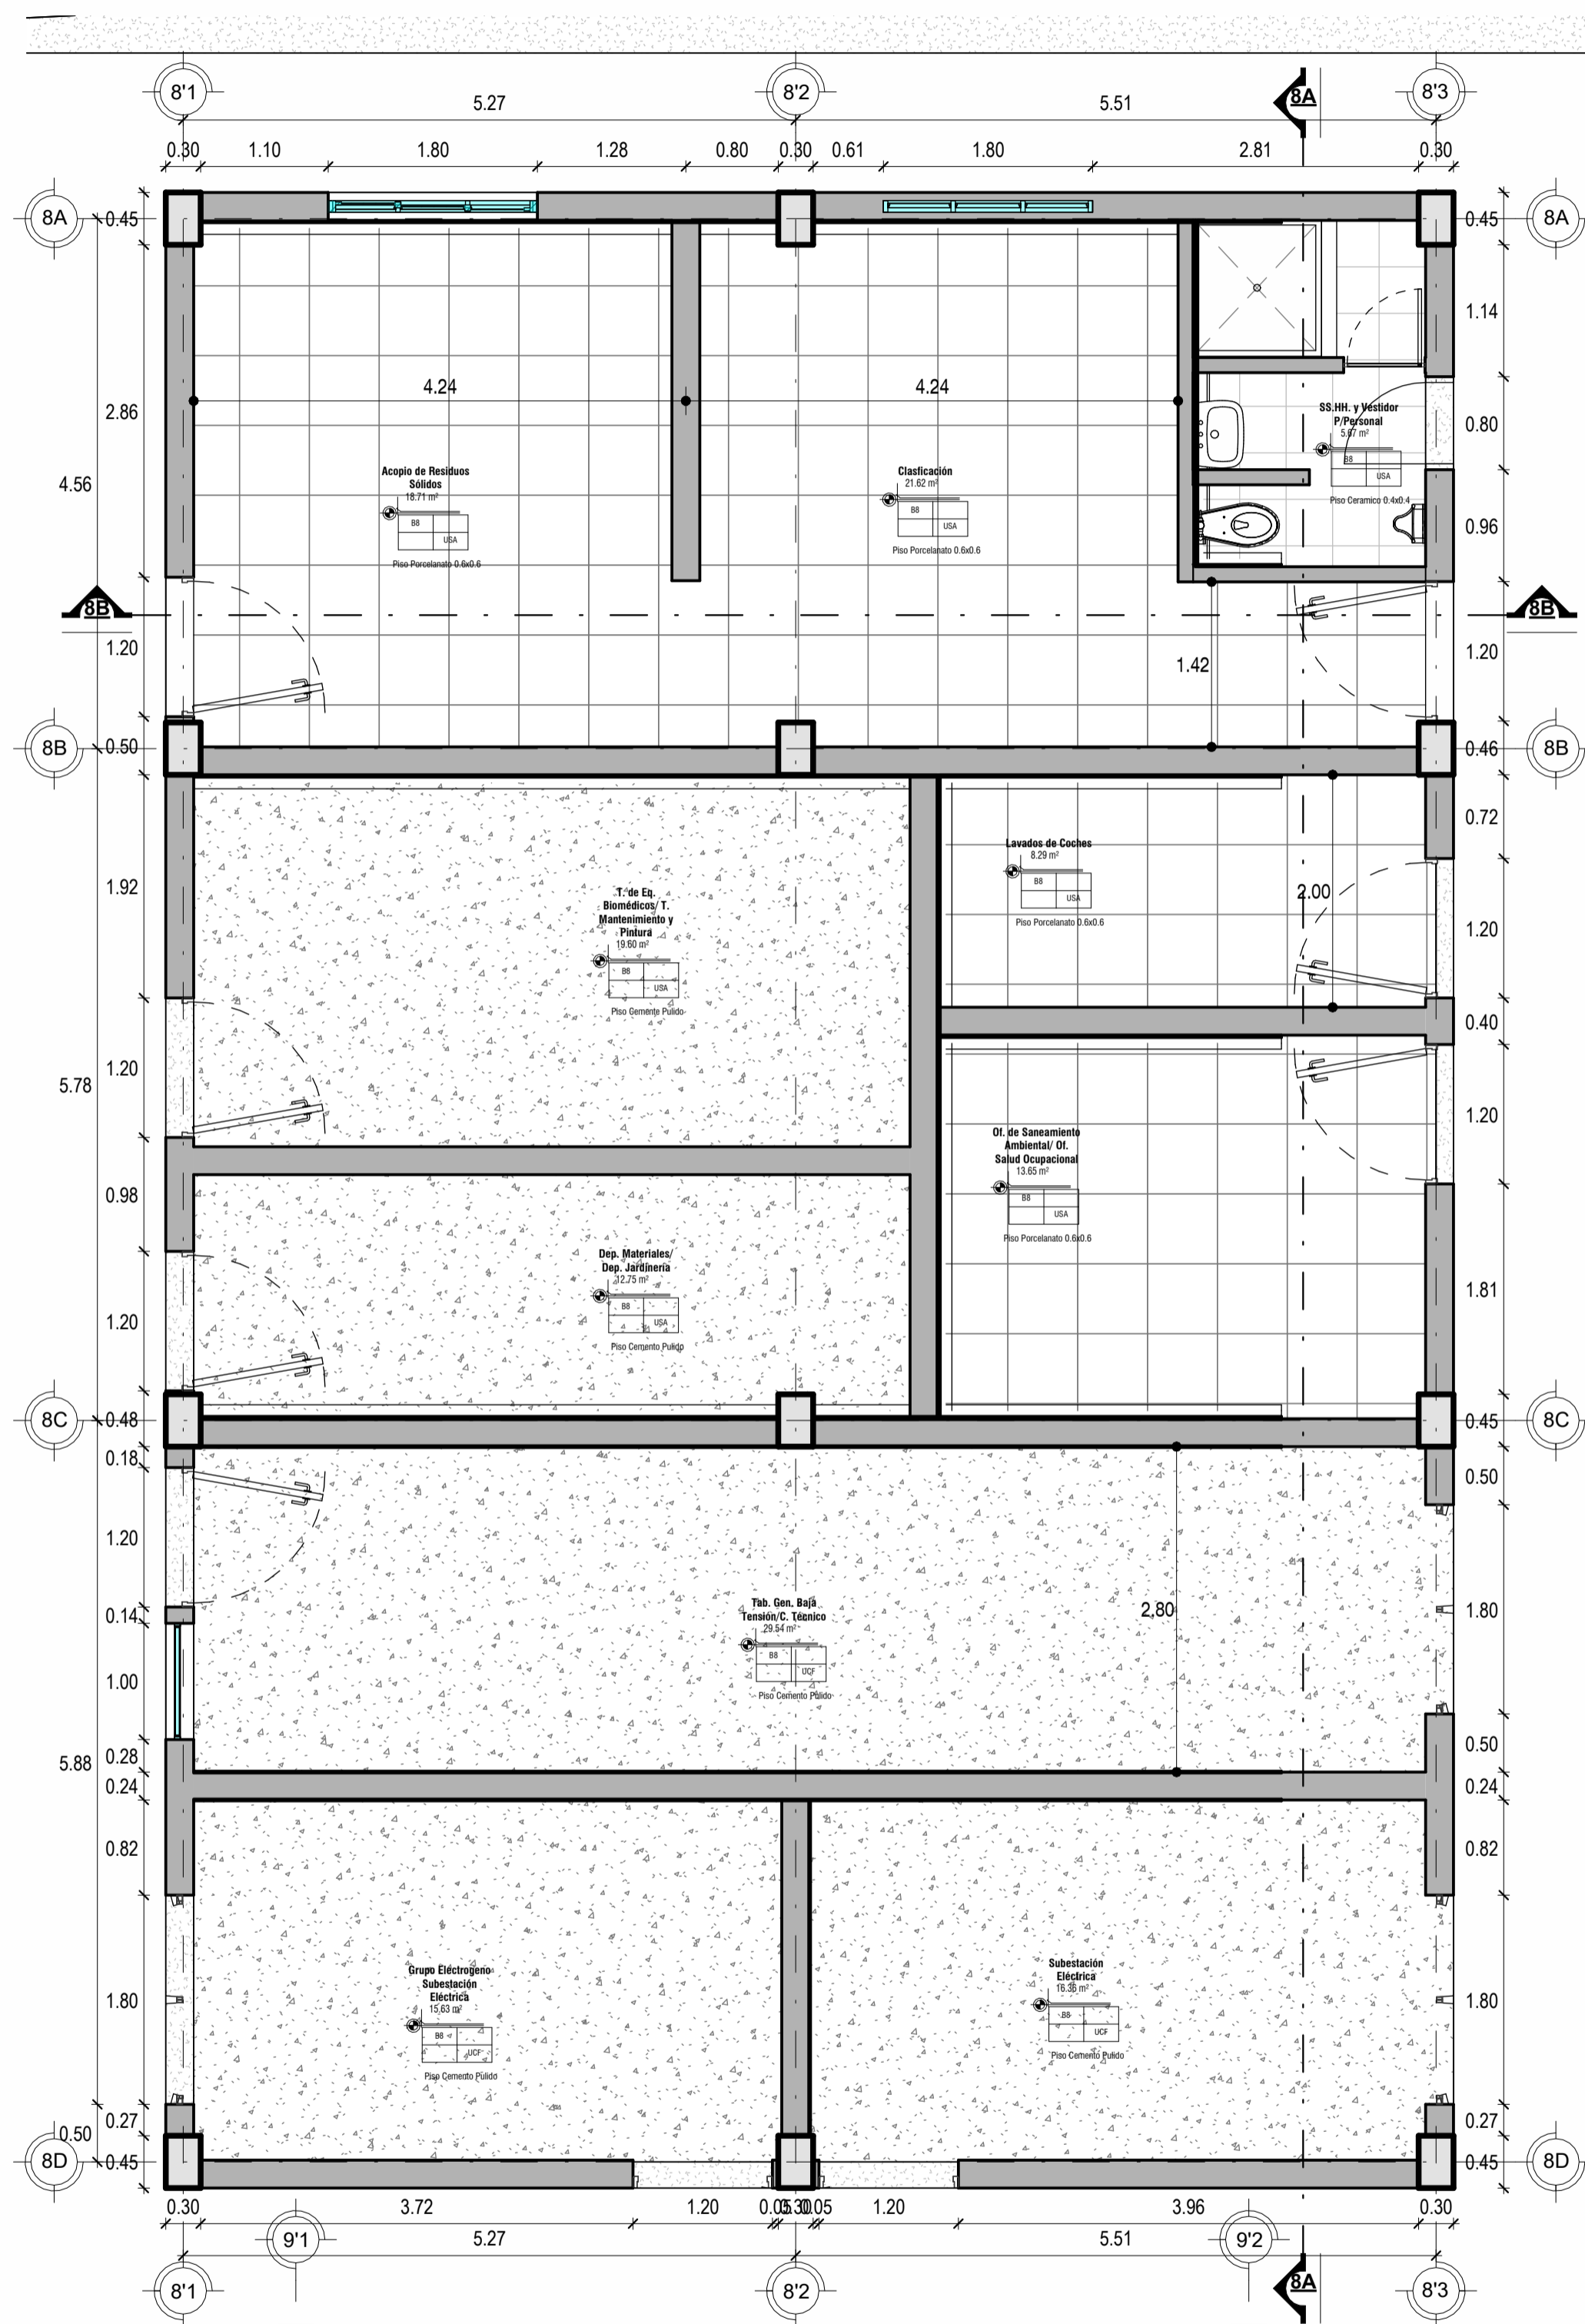 8'1
8'2
8A
8'3
5.27
5.51
0.30
1.10
1.80
1.28
0.80
0.30
0.61
1.80
2.81
0.30
8A
0.45
0.45
8A
1.14
2.86
4.24
4.24
SS.HH. y Vestidor
P/Personal
5.67 m²
B8
USA
Piso Ceramico 0.4x0.4
0.80
4.56
Acopio de Residuos
Sólidos
18.71 m²
B8
USA
Piso Porcelanato 0.6x0.6
Clasficación
21.62 m²
B8
USA
Piso Porcelanato 0.6x0.6
0.96
8B
8B
1.20
1.42
1.20
8B
0.50
0.46
8B
0.72
1.92
Lavados de Coches
8.29 m²
B8
USA
Piso Porcelanato 0.6x0.6
2.00
T. de Eq.
Biomédicos/ T.
Mantenimiento y
Pintura
19.60 m²
B8
USA
Piso Cemente Pulido
1.20
0.40
5.78
1.20
1.20
Of. de Saneamiento
Ambiental/ Of.
Salud Ocupacional
13.65 m²
B8
USA
Piso Porcelanato 0.6x0.6
0.98
Dep. Materiales/
Dep. Jardinería
12.75 m²
B8
USA
Piso Cemento Pulido
1.20
1.81
8C
0.48
0.45
8C
0.18
0.50
1.20
Tab. Gen. Baja
Tensión/C. Técnico
29.54 m²
B8
UCF
Piso Cemento Pulido
2.80
1.80
0.14
1.00
5.88
0.28
0.50
0.24
0.24
0.82
0.82
Grupo Electrogeno
Subestación
Eléctrica
15.63 m²
B8
UCF
Piso Cemento Pulido
Subestación
Eléctrica
16.36 m²
B8
UCF
Piso Cemento Pulido
1.80
1.80
0.50
0.27
0.27
8D
0.45
0.45
8D
0.30
3.72
1.20
0.05
0.30
0.05
1.20
3.96
0.30
9'1
5.27
5.51
9'2
8'1
8'2
8A
8'3